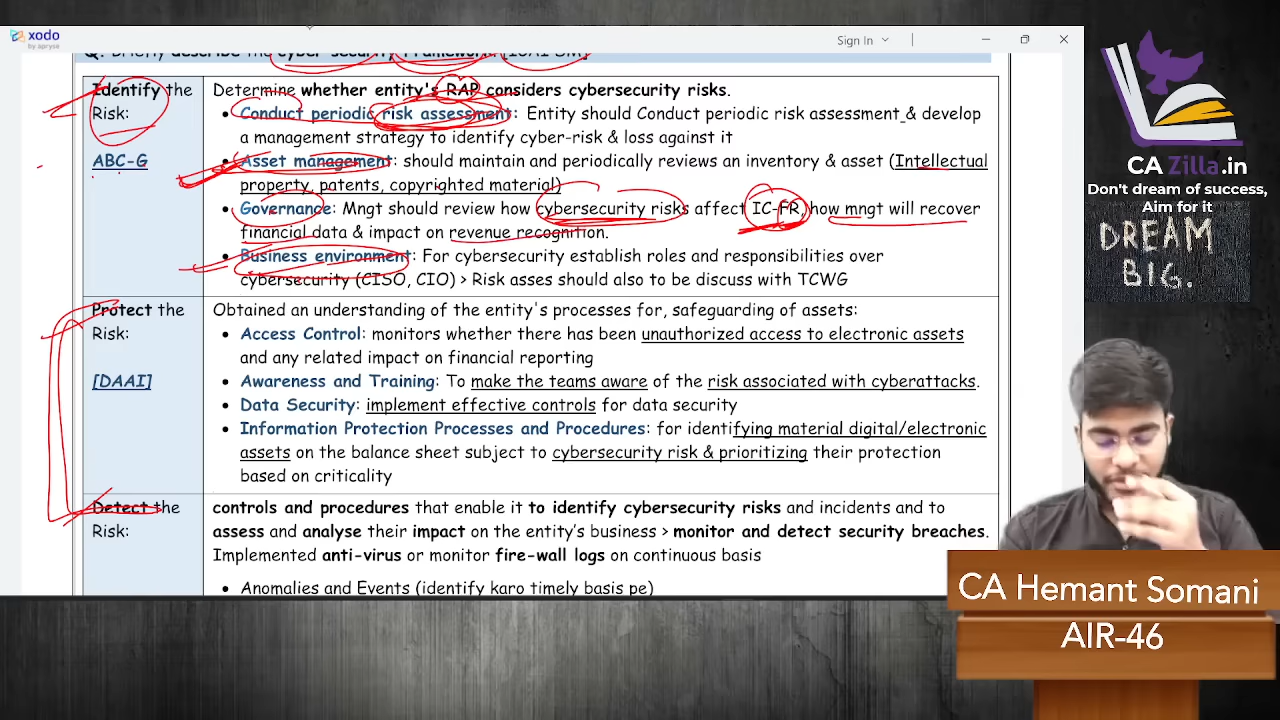 xodo
by apryse
Sign In
Q: Briefly describe the cyber security Framework. [ICAI SM]
Identify the
Risk:
ABC-G
Determine whether entity's RAP considers cybersecurity risks.
• Conduct periodic risk assessment: Entity should Conduct periodic risk assessment & develop
a management strategy to identify cyber-risk & loss against it
• Asset management: should maintain and periodically reviews an inventory & asset (Intellectual
property, patents, copyrighted material)
• Governance: Mngt should review how cybersecurity risks affect IC-FR, how mngt will recover
financial data & impact on revenue recognition.
• Business environment: For cybersecurity establish roles and responsibilities over
cybersecurity (CISO, CIO) > Risk asses should also to be discuss with TCWG
Protect the
Risk:
[DAAI]
Obtained an understanding of the entity's processes for, safeguarding of assets:
• Access Control: monitors whether there has been unauthorized access to electronic assets
and any related impact on financial reporting
• Awareness and Training: To make the teams aware of the risk associated with cyberattacks.
• Data Security: implement effective controls for data security
• Information Protection Processes and Procedures: for identifying material digital/electronic
assets on the balance sheet subject to cybersecurity risk & prioritizing their protection
based on criticality
Detect the
Risk:
controls and procedures that enable it to identify cybersecurity risks and incidents and to
assess and analyse their impact on the entity's business > monitor and detect security breaches.
Implemented anti-virus or monitor fire-wall logs on continuous basis
• Anomalies and Events (identify karo timely basis pe)
CA Zilla.in
Don't dream of success,
Aim for it
DREAM
BIG.
CA Hemant Somani
AIR-46